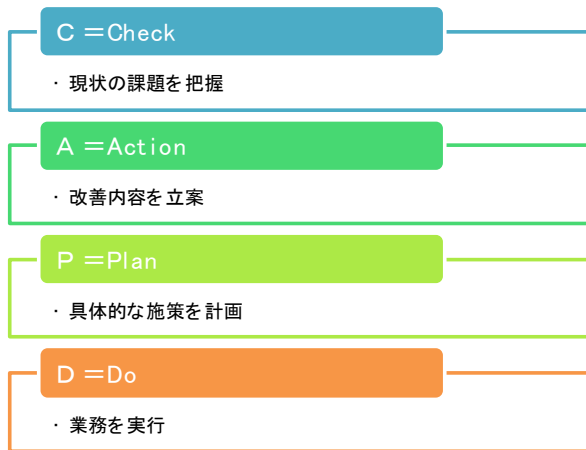 C =Check
・現状の課題を把握
A =Action
・改善内容を立案
P =Plan
・具体的な施策を計画
D =Do
・業務を実行